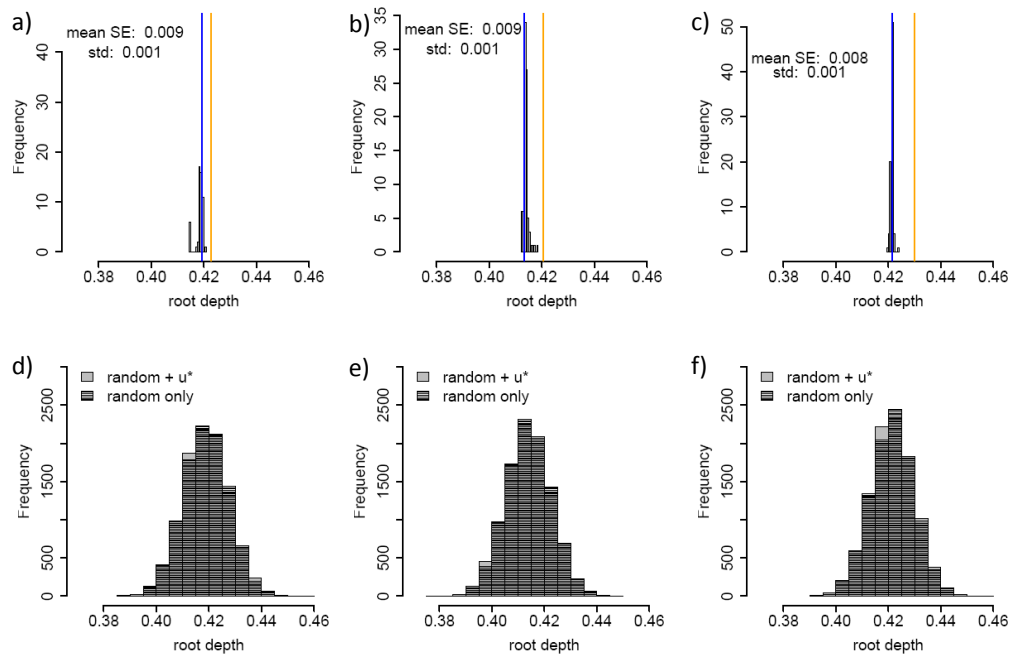 a)
mean SE: 0.009
std: 0.001
Frequency
0 10 20 30 40
0.38 0.40 0.42 0.44 0.46
root depth
b)
mean SE: 0.009
std: 0.001
Frequency
0 5 10 15 20 25 30 35
0.38 0.40 0.42 0.44 0.46
root depth
c)
mean SE: 0.008
std: 0.001
Frequency
0 10 20 30 40 50
0.38 0.40 0.42 0.44 0.46
root depth
d)
random + u*
random only
Frequency
0 500 1500 2500
0.38 0.40 0.42 0.44 0.46
root depth
e)
random + u*
random only
Frequency
0 500 1500 2500
0.38 0.40 0.42 0.44 0.46
root depth
f)
random + u*
random only
Frequency
0 500 1500 2500
0.38 0.40 0.42 0.44 0.46
root depth